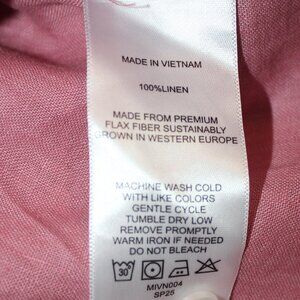 MADE IN VIETNAM
100%LINEN
MADE FROM PREMIUM
FLAX FIBER SUSTAINABLY
GROWN IN WESTERN EUROPE
MACHINE WASH COLD
WITH LIKE COLORS
GENTLE CYCLE
TUMBLE DRY LOW
REMOVE PROMPTLY
WARM IRON IF NEEDED
DO NOT BLEACH
30°
MIVN004
SP25